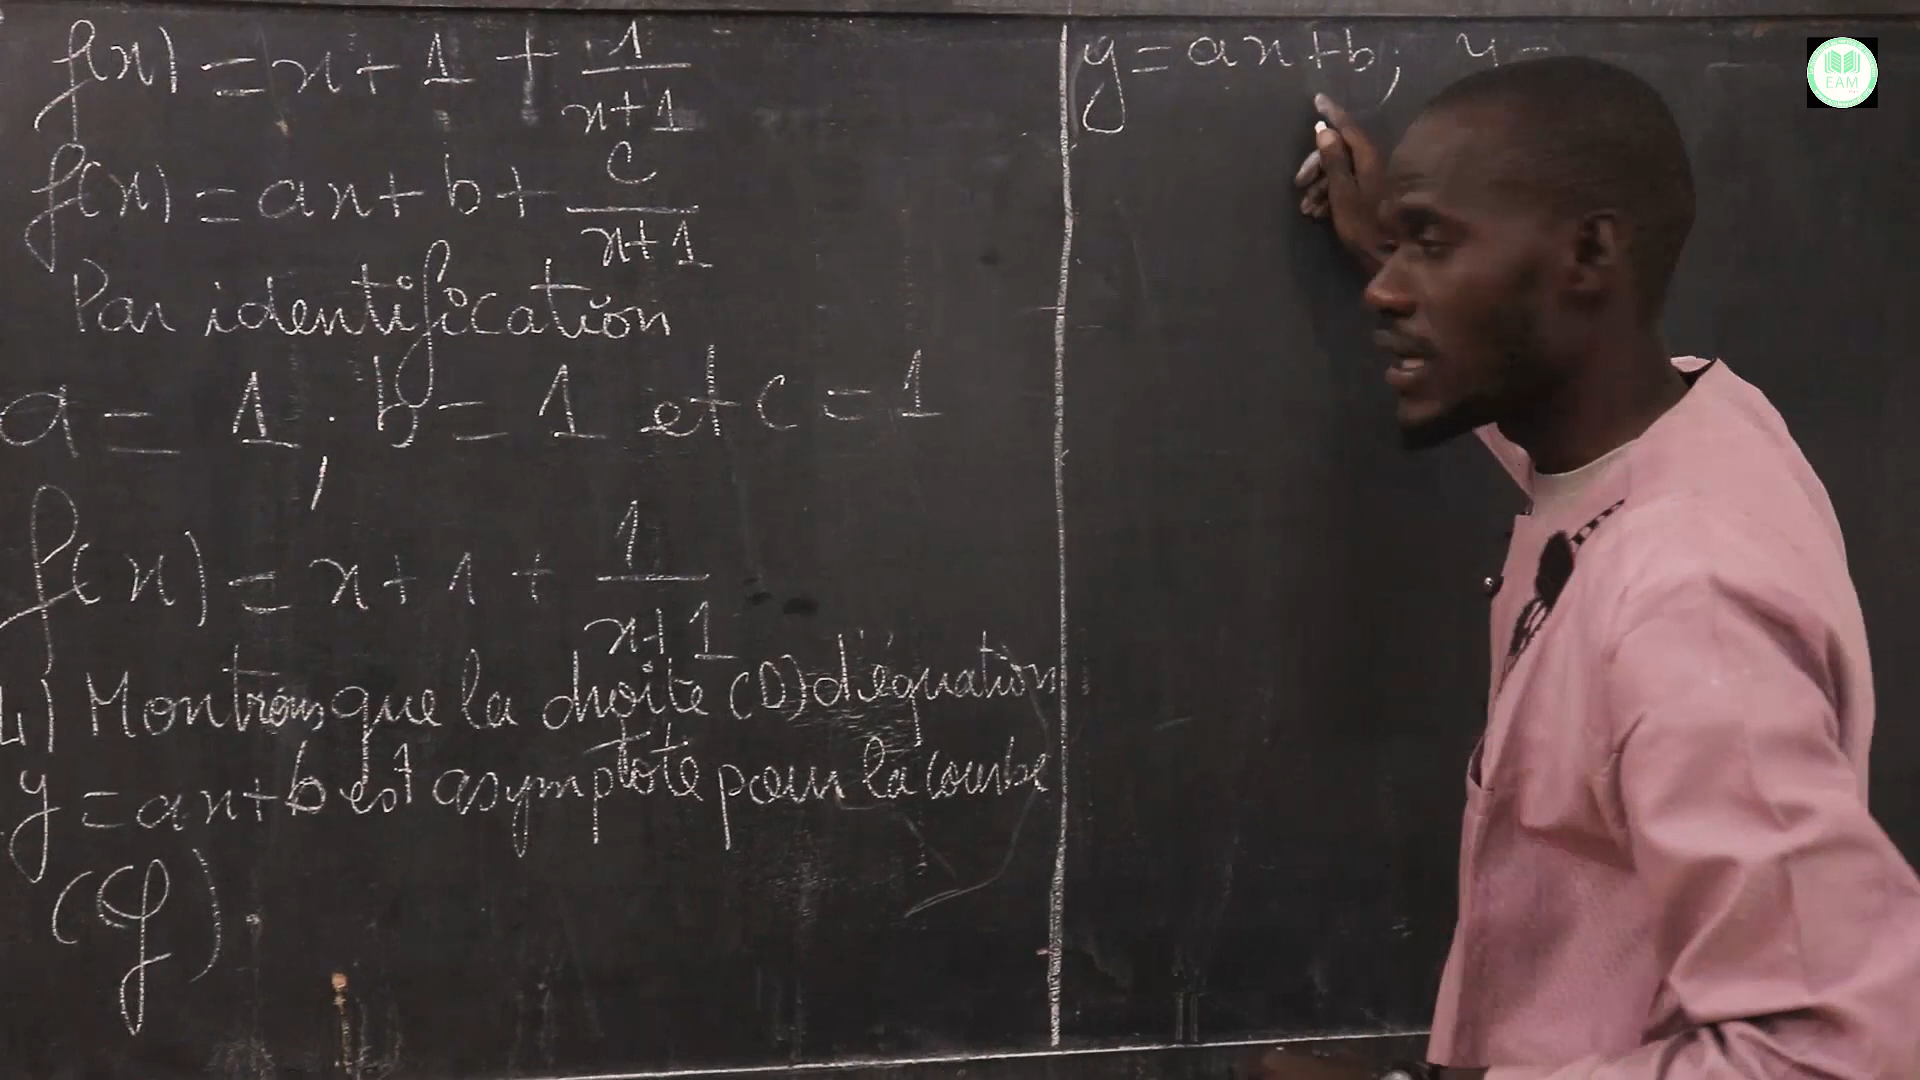 f(x) = x + 1 + 1/(x+1)
f(x) = ax + b + c/(x+1)
Par identification
a = 1 ; b = 1 et c = 1
f(x) = x + 1 + 1/(x+1)
4) Montrons que la droite (D) d'équation
y = ax + b est asymptote pour la courbe
(Cf).
y = ax + b ; y =
EAM